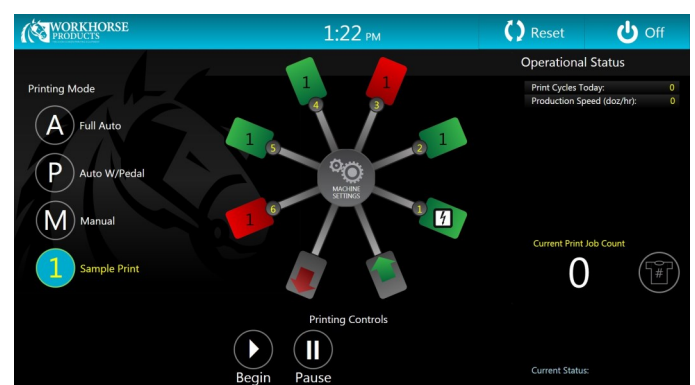 WORKHORSE
PRODUCTS
1:22 PM
Reset
Off
Operational Status
Print Cycles Today: 0
Production Speed (doz/hr): 0
Printing Mode
A Full Auto
P Auto W/Pedal
M Manual
1 Sample Print
1
4
1
3
1
5
1
2
MACHINE
SETTINGS
1
6
1
Current Print Job Count
0
#
Printing Controls
Begin
Pause
Current Status: